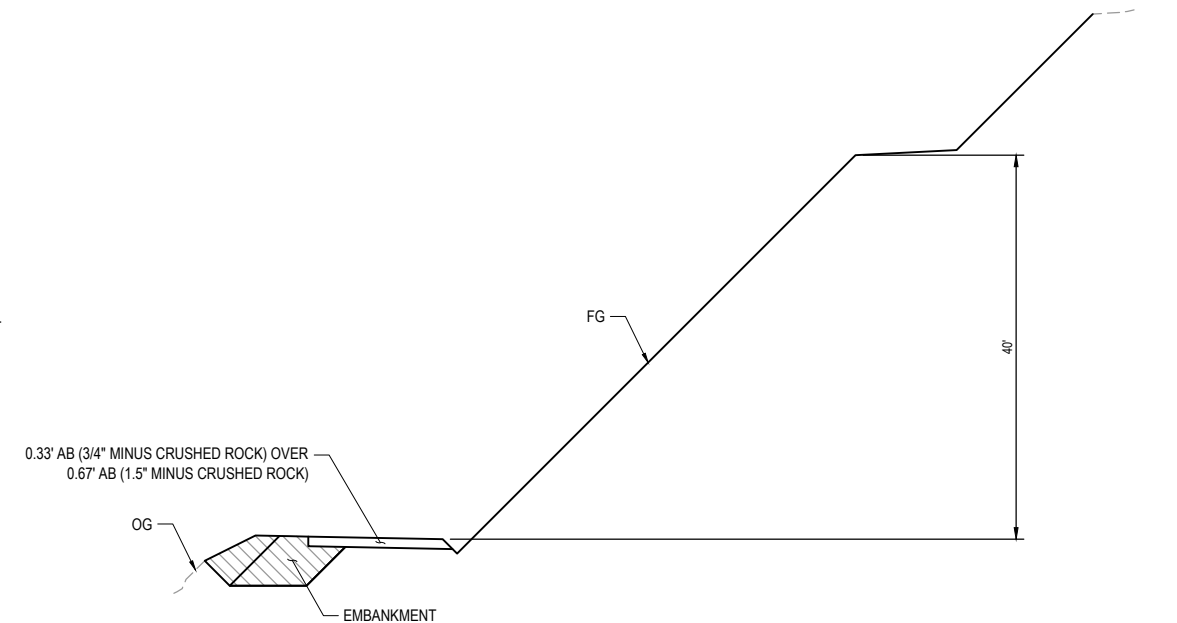 FG
40'
0.33' AB (3/4" MINUS CRUSHED ROCK) OVER
0.67' AB (1.5" MINUS CRUSHED ROCK)
OG
EMBANKMENT